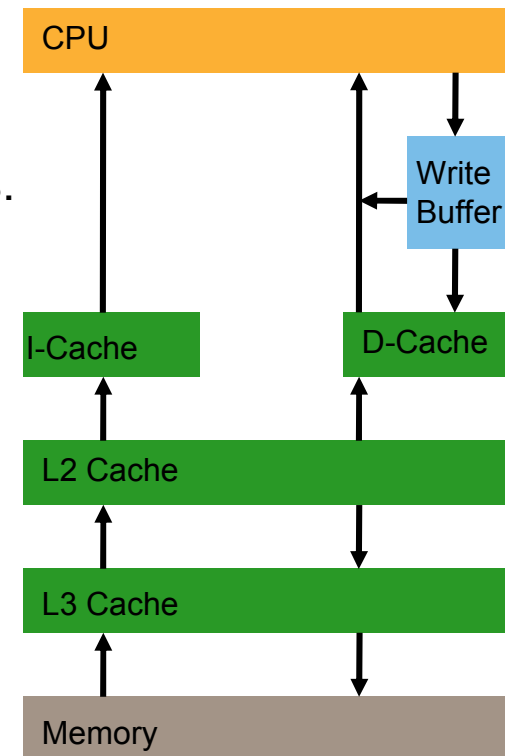 CPU
Write
Buffer
.
I-Cache
D-Cache
L2 Cache
L3 Cache
Memory